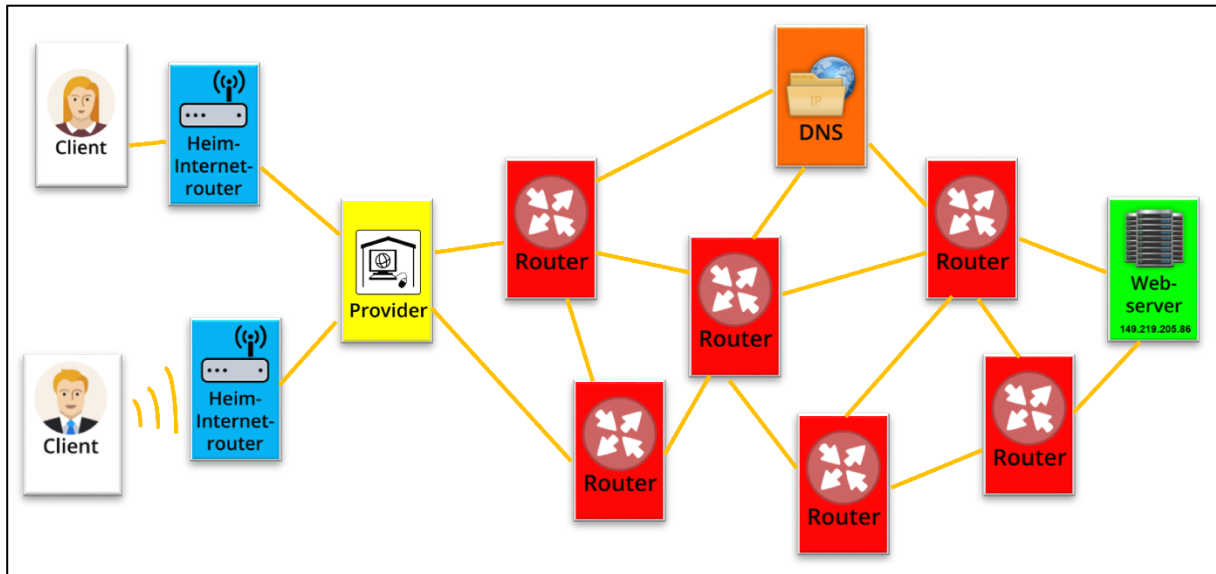 Client
Heim-
Internet-
router
Client
Heim-
Internet-
router
Provider
Router
Router
Router
IP
DNS
Router
Router
Router
Web-
server
149.219.205.86